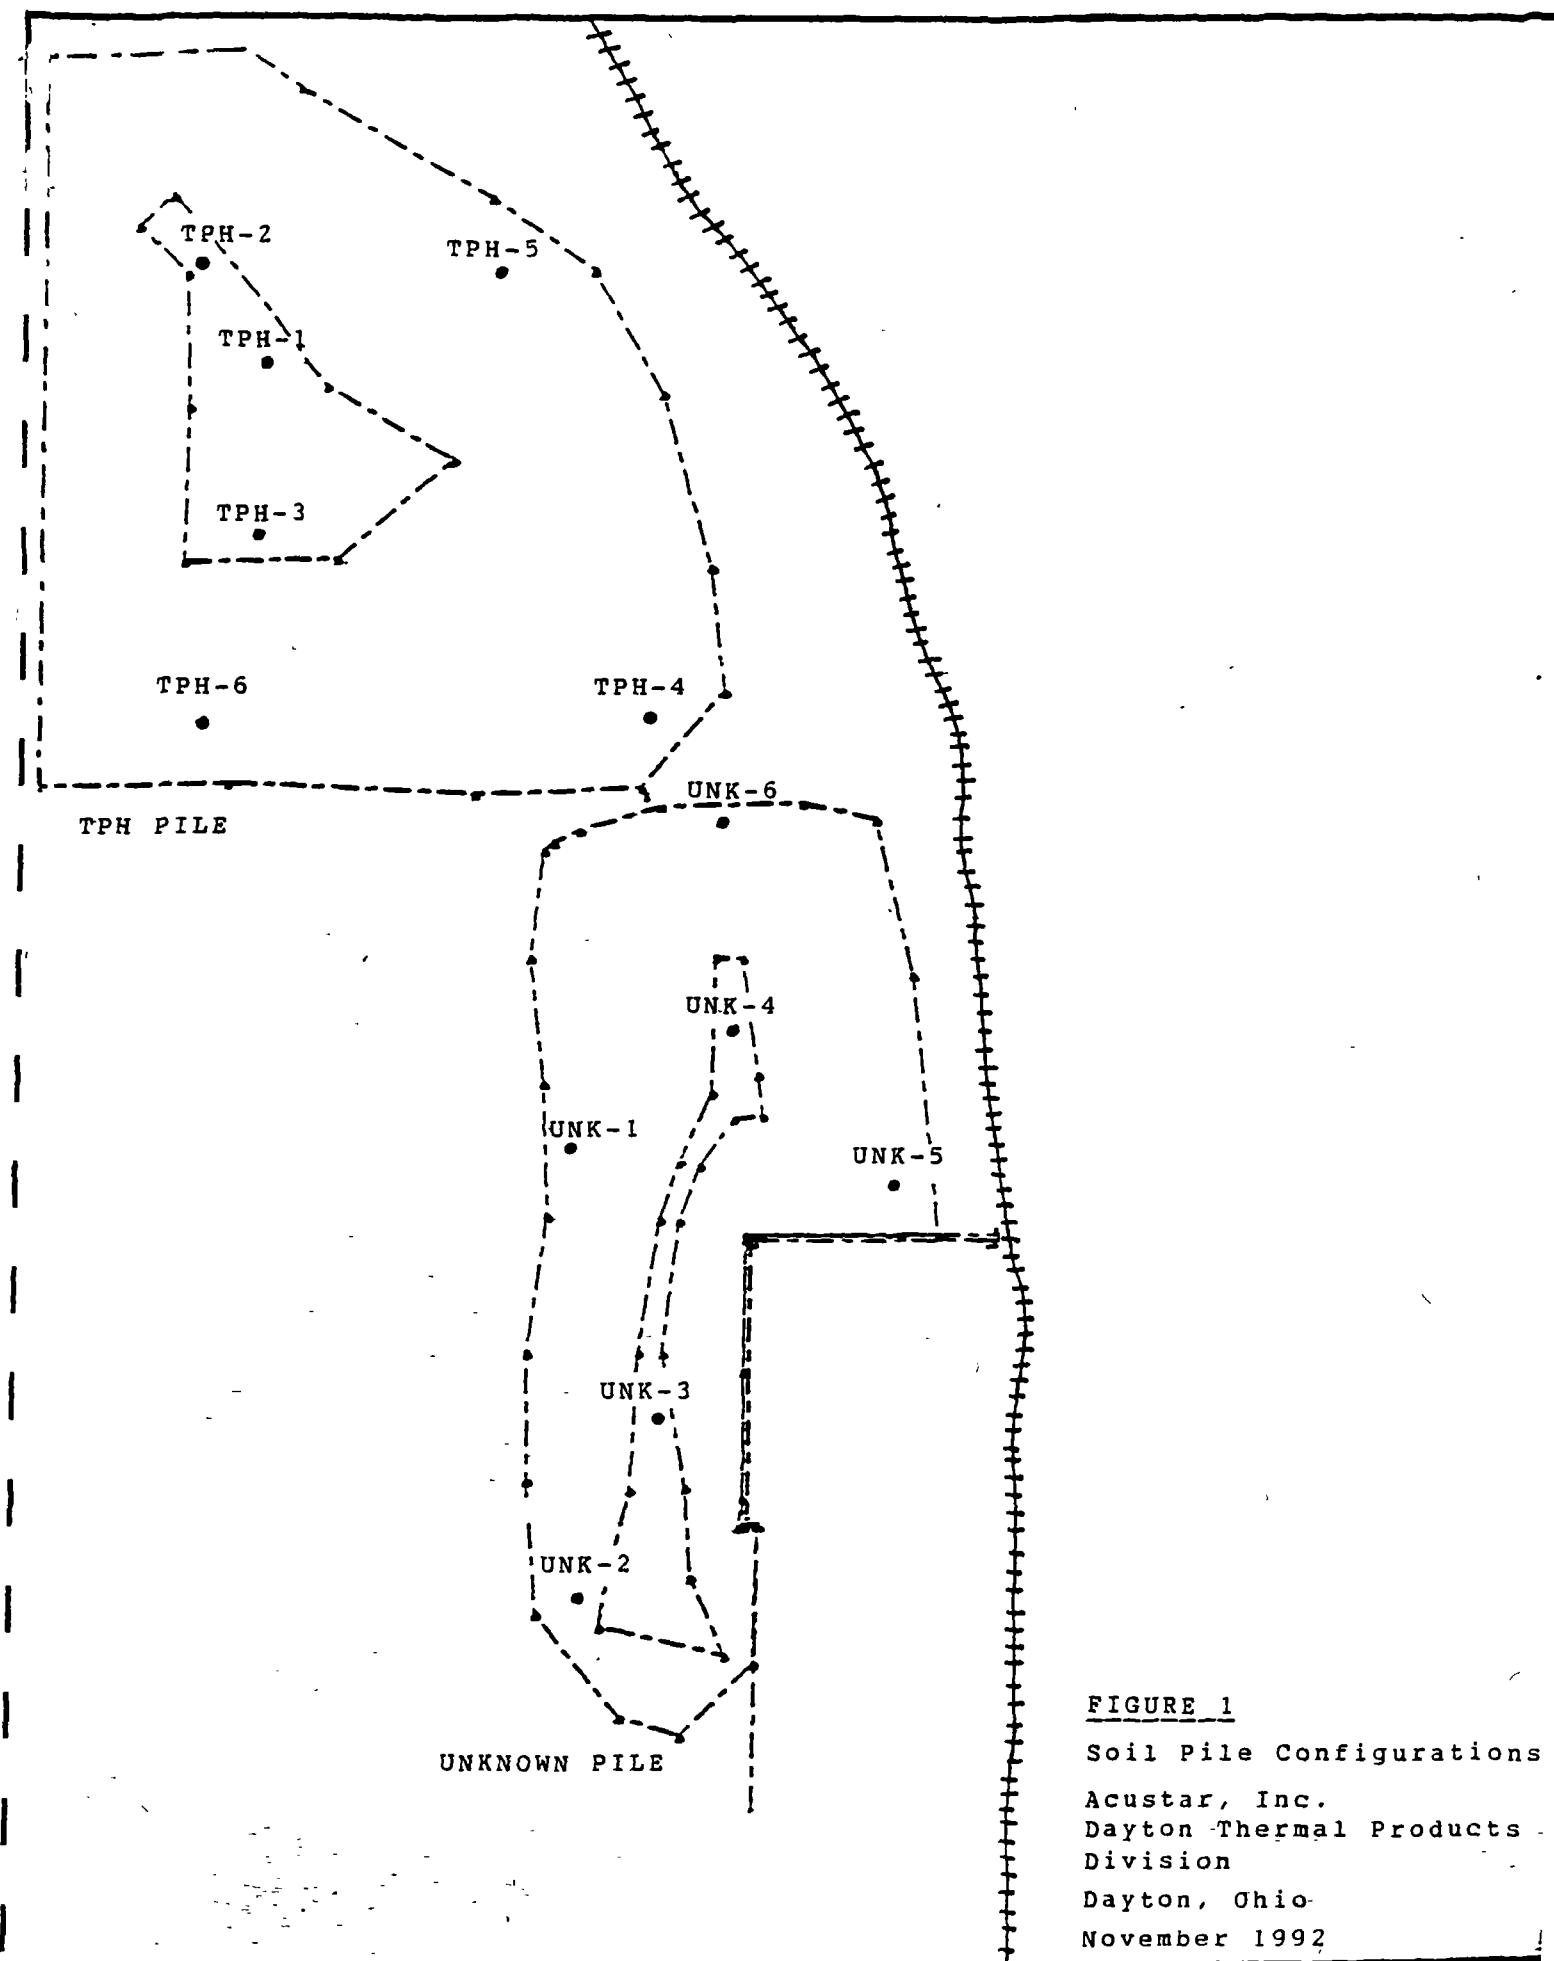 TPH-2
TPH-5
TPH-1
TPH-3
TPH-6
TPH-4
UNK-6
TPH PILE
UNK-4
UNK-1
UNK-5
UNK-3
UNK-2
UNKNOWN PILE
FIGURE 1
Soil Pile Configurations
Acustar, Inc.
Dayton Thermal Products
Division
Dayton, Ohio
November 1992